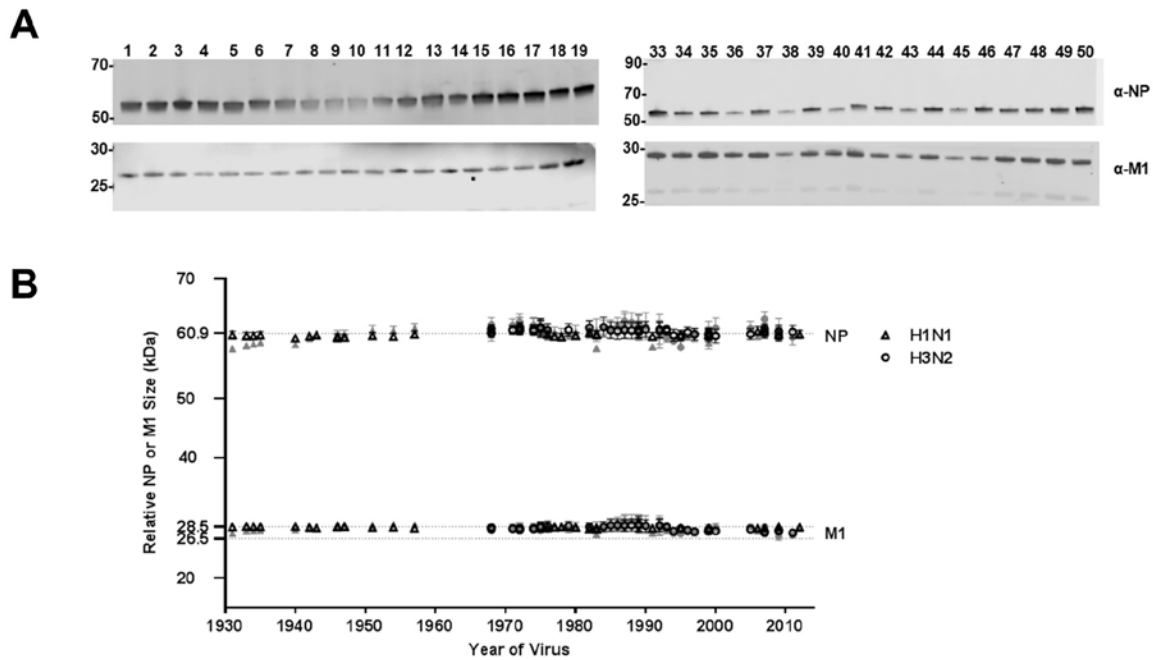 A
1 2 3 4 5 6 7 8 9 10 11 12 13 14 15 16 17 18 19
33 34 35 36 37 38 39 40 41 42 43 44 45 46 47 48 49 50
70-
50-
90-
70-
50-
α-NP
30-
25-
30-
25-
α-M1
B
Relative NP or M1 Size (kDa)
70
60.9
50
40
28.5
26.5
20
NP
M1
H1N1
H3N2
1930 1940 1950 1960 1970 1980 1990 2000 2010
Year of Virus